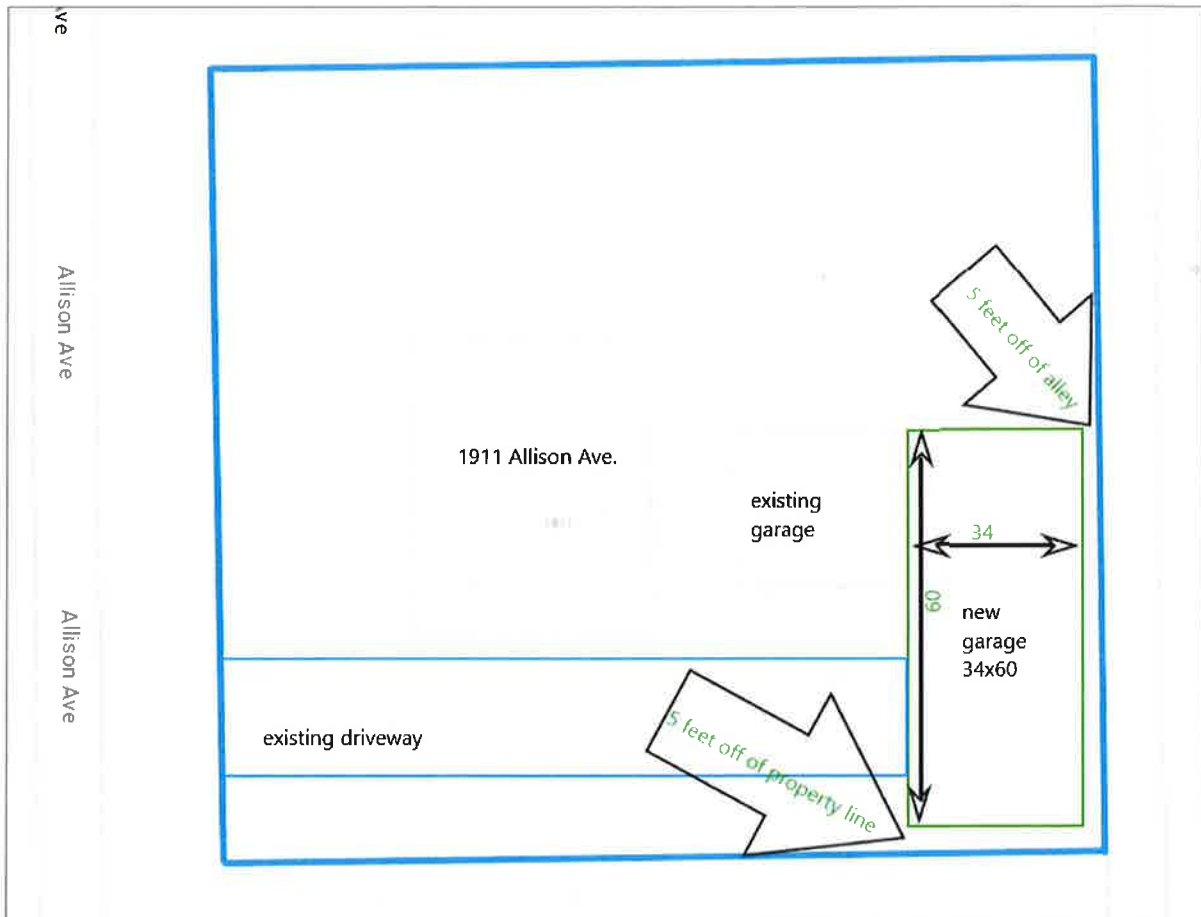 ve
Allison Ave
Allison Ave
5 feet off of alley
1911 Allison Ave.
existing
garage
34
60
new
garage
34x60
5 feet off of property line
existing driveway